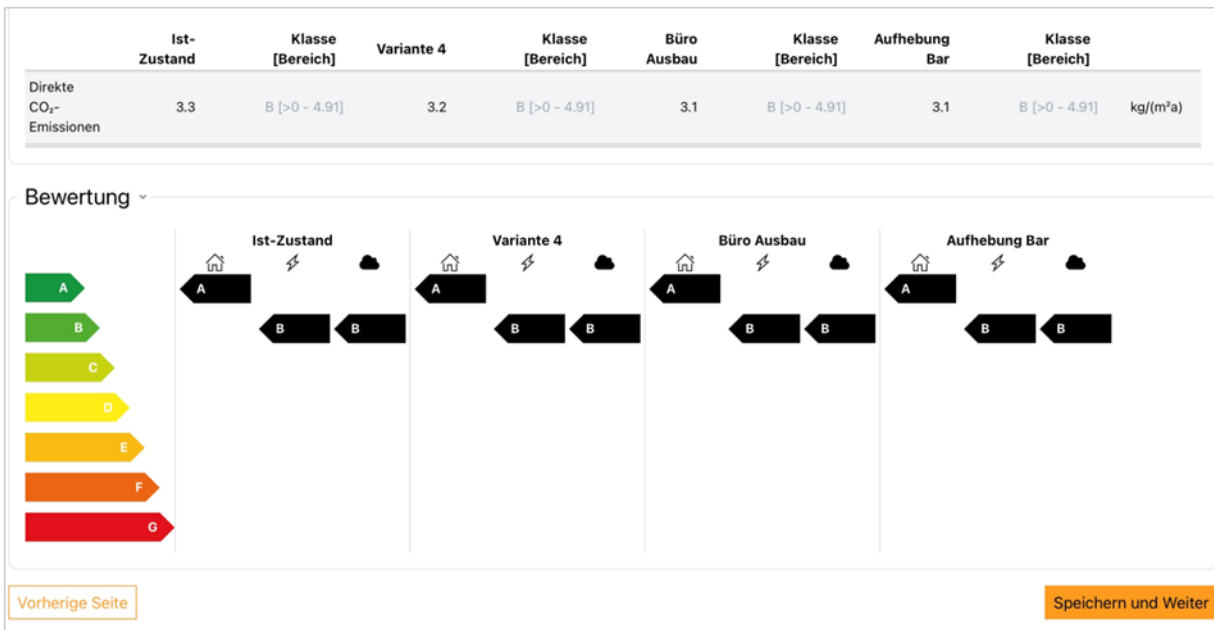 Ist-Zustand Klasse [Bereich] Variante 4 Klasse [Bereich] Büro Ausbau Klasse [Bereich] Aufhebung Bar Klasse [Bereich]
Direkte CO₂-Emissionen 3.3 B [>0 - 4.91] 3.2 B [>0 - 4.91] 3.1 B [>0 - 4.91] 3.1 B [>0 - 4.91] kg/(m²a)
Bewertung
Ist-Zustand Variante 4 Büro Ausbau Aufhebung Bar
A A A A A
B B B B B B B B B
C
D
E
F
G
Vorherige Seite Speichern und Weiter